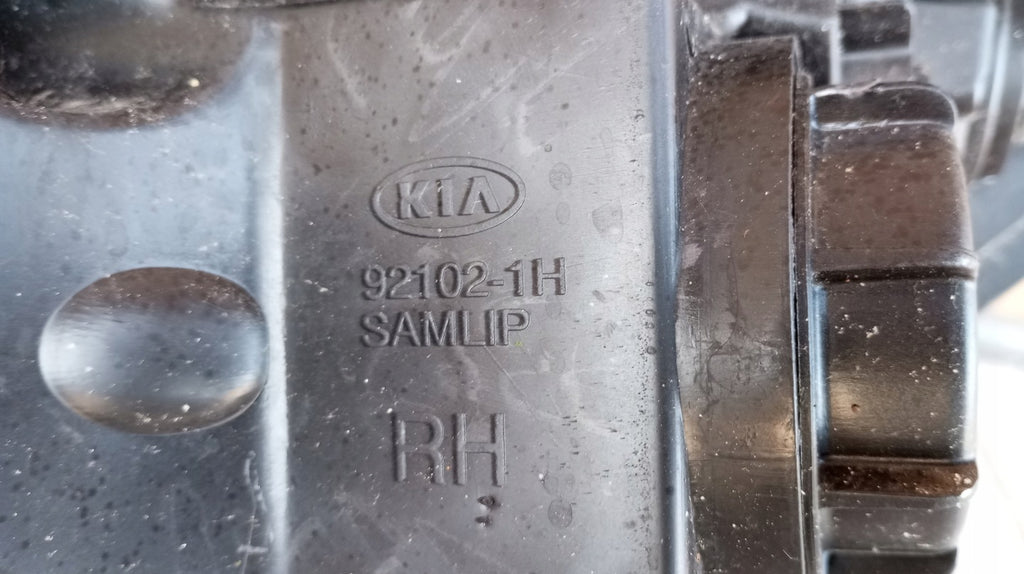 KIA
92102-1H
SAMLIP
RH